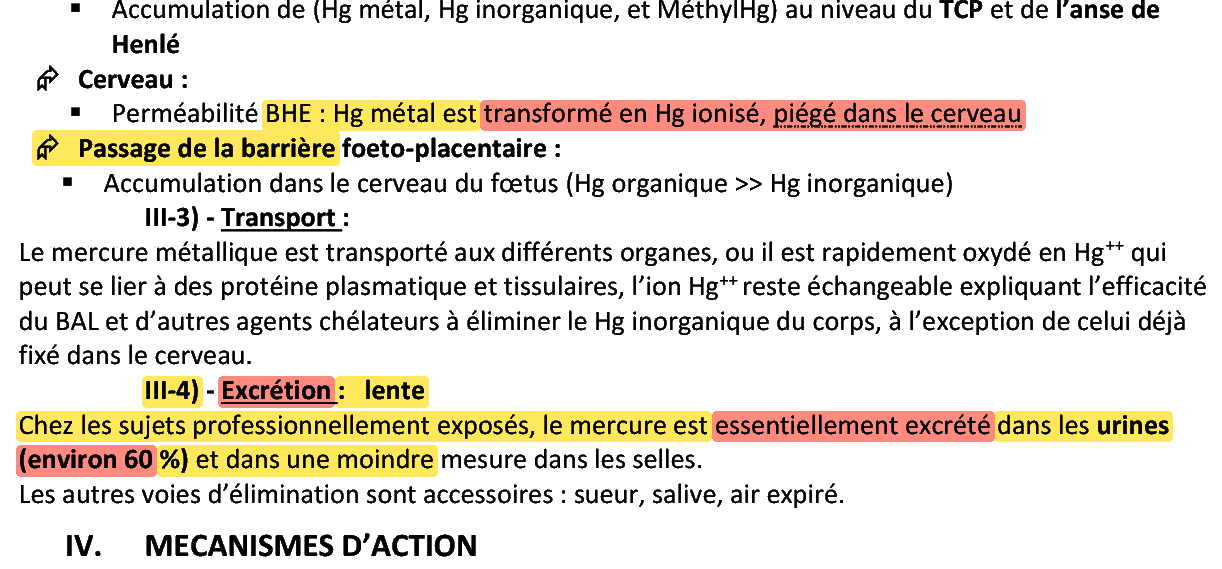 ▪ Accumulation de (Hg métal, Hg inorganique, et MéthylHg) au niveau du TCP et de l’anse de
Henlé
Cerveau :
▪ Perméabilité BHE : Hg métal est transformé en Hg ionisé, piégé dans le cerveau
Passage de la barrière foeto-placentaire :
▪ Accumulation dans le cerveau du fœtus (Hg organique >> Hg inorganique)
III-3) - Transport :
Le mercure métallique est transporté aux différents organes, ou il est rapidement oxydé en Hg⁺⁺ qui
peut se lier à des protéine plasmatique et tissulaires, l’ion Hg⁺⁺ reste échangeable expliquant l’efficacité
du BAL et d’autres agents chélateurs à éliminer le Hg inorganique du corps, à l’exception de celui déjà
fixé dans le cerveau.
III-4) - Excrétion : lente
Chez les sujets professionnellement exposés, le mercure est essentiellement excrété dans les urines
(environ 60 %) et dans une moindre mesure dans les selles.
Les autres voies d’élimination sont accessoires : sueur, salive, air expiré.
IV. MECANISMES D’ACTION